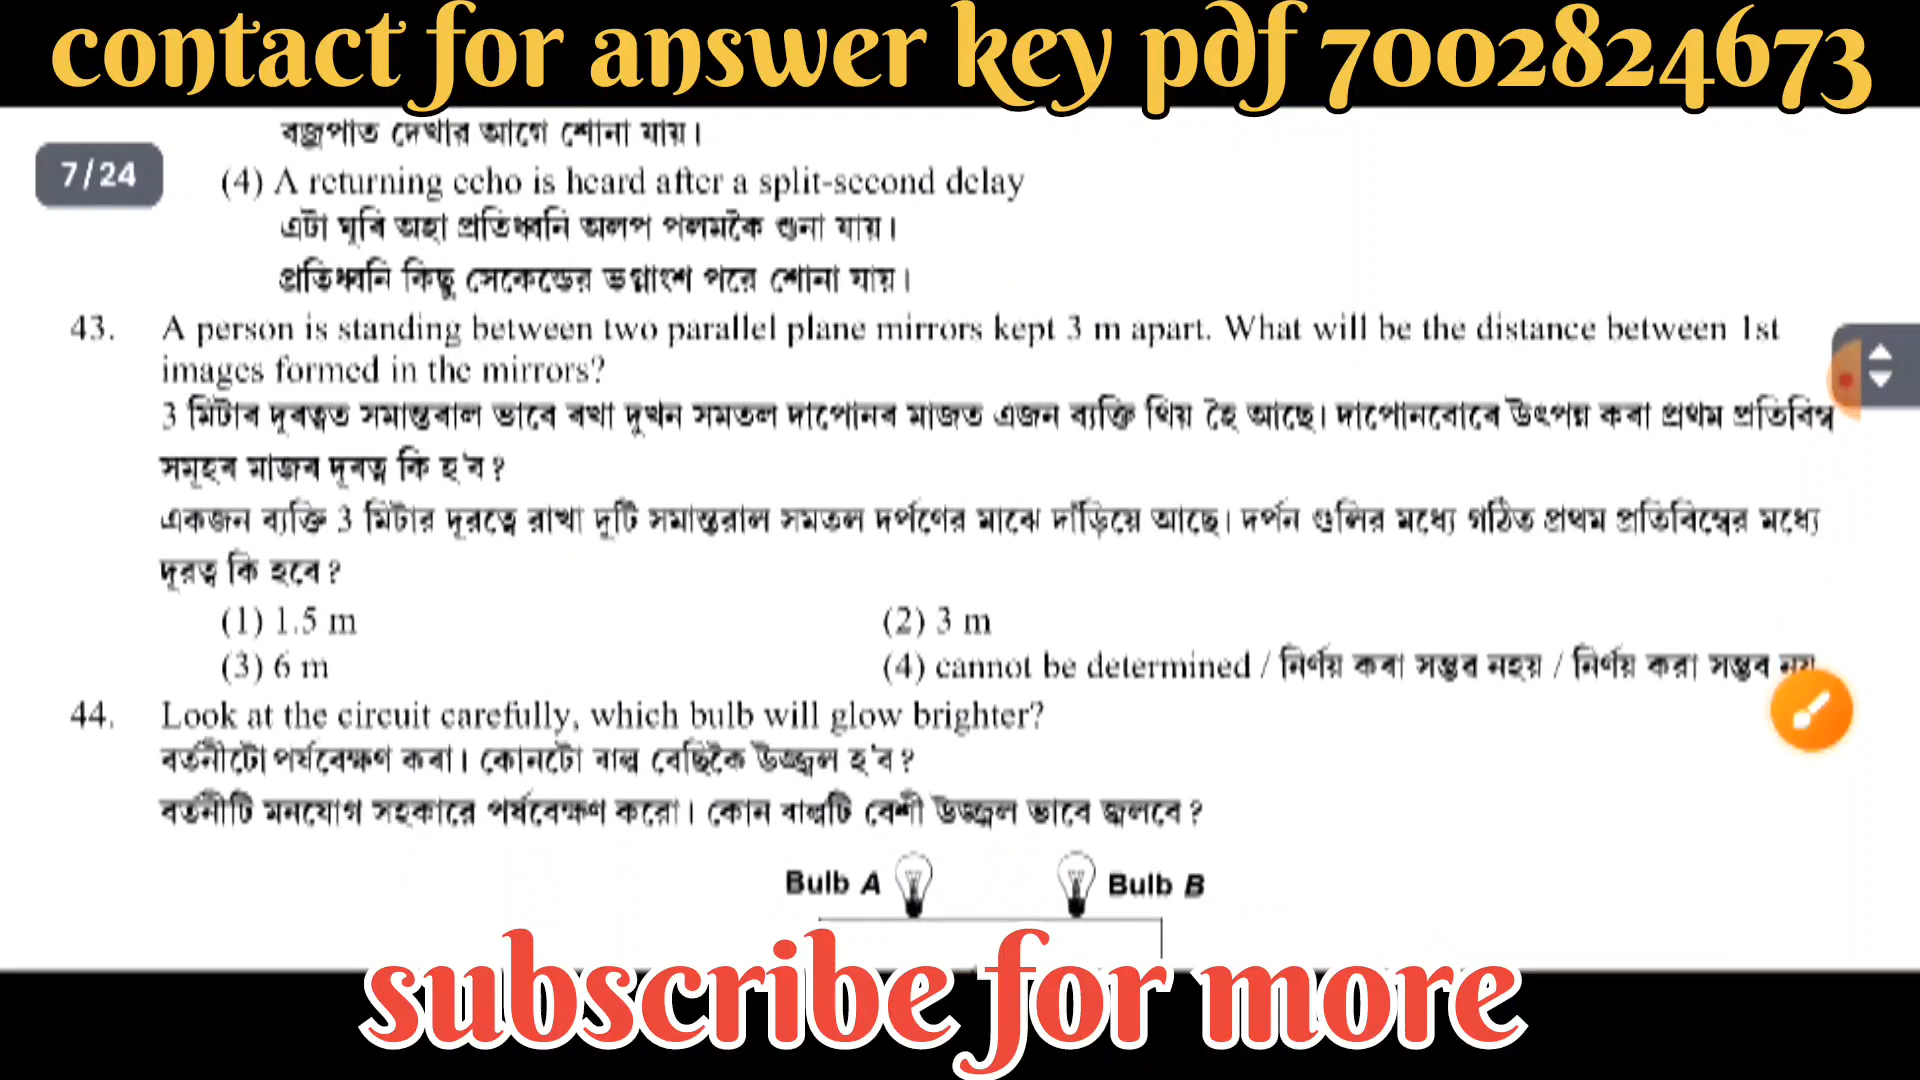 contact for answer key pdf 7002824673
বজ্রপাত দেখার আগে শোনা যায়।
7/24
(4) A returning echo is heard after a split-second delay
এটা ঘূৰি অহা প্ৰতিধ্বনি অলপ পলমকৈ শুনা যায়।
প্রতিধ্বনি কিছু সেকেন্ডের ভগ্নাংশ পরে শোনা যায়।
43. A person is standing between two parallel plane mirrors kept 3 m apart. What will be the distance between 1st
images formed in the mirrors?
3 মিটাৰ দূৰত্বত সমান্তৰাল ভাবে ৰখা দুখন সমতল দাপোনৰ মাজত এজন ব্যক্তি থিয় হৈ আছে। দাপোনবোৰে উৎপন্ন কৰা প্ৰথম প্ৰতিবিম্ব
সমূহৰ মাজৰ দূৰত্ব কি হ'ব?
একজন ব্যক্তি 3 মিটার দূরত্বে রাখা দুটি সমান্তরাল সমতল দর্পণের মাঝে দাঁড়িয়ে আছে। দর্পন গুলির মধ্যে গঠিত প্রথম প্রতিবিম্বের মধ্যে
দূরত্ব কি হবে?
(1) 1.5 m (2) 3 m
(3) 6 m (4) cannot be determined / নিৰ্ণয় কৰা সম্ভৱ নহয় / নির্ণয় করা সম্ভব নয়
44. Look at the circuit carefully, which bulb will glow brighter?
বৰ্তনীটো পৰ্যবেক্ষণ কৰা। কোনটো বাল্ব বেছিকৈ উজ্জ্বল হ'ব?
বর্তনীটি মনযোগ সহকারে পর্যবেক্ষণ করো। কোন বাল্বটি বেশী উজ্জ্বল ভাবে জ্বলবে?
Bulb A Bulb B
subscribe for more